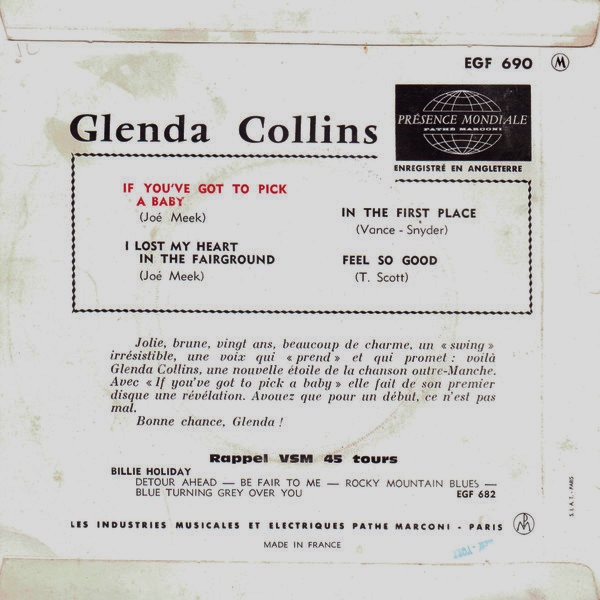 EGF 690 M
Glenda Collins
PRÉSENCE MONDIALE
PATHÉ MARCONI
ENREGISTRÉ EN ANGLETERRE
IF YOU'VE GOT TO PICK
A BABY
(Joé Meek)
I LOST MY HEART
IN THE FAIRGROUND
(Joé Meek)
IN THE FIRST PLACE
(Vance - Snyder)
FEEL SO GOOD
(T. Scott)
Jolie, brune, vingt ans, beaucoup de charme, un « swing »
irrésistible, une voix qui « prend » et qui promet : voilà
Glenda Collins, une nouvelle étoile de la chanson outre-Manche.
Avec « If you've got to pick a baby » elle fait de son premier
disque une révélation. Avouez que pour un début, ce n'est pas
mal.
Bonne chance, Glenda !
Rappel VSM 45 tours
BILLIE HOLIDAY
DETOUR AHEAD — BE FAIR TO ME — ROCKY MOUNTAIN BLUES —
BLUE TURNING GREY OVER YOU EGF 682
LES INDUSTRIES MUSICALES ET ELECTRIQUES PATHE MARCONI - PARIS
MADE IN FRANCE
S.I.A.T. - PARIS